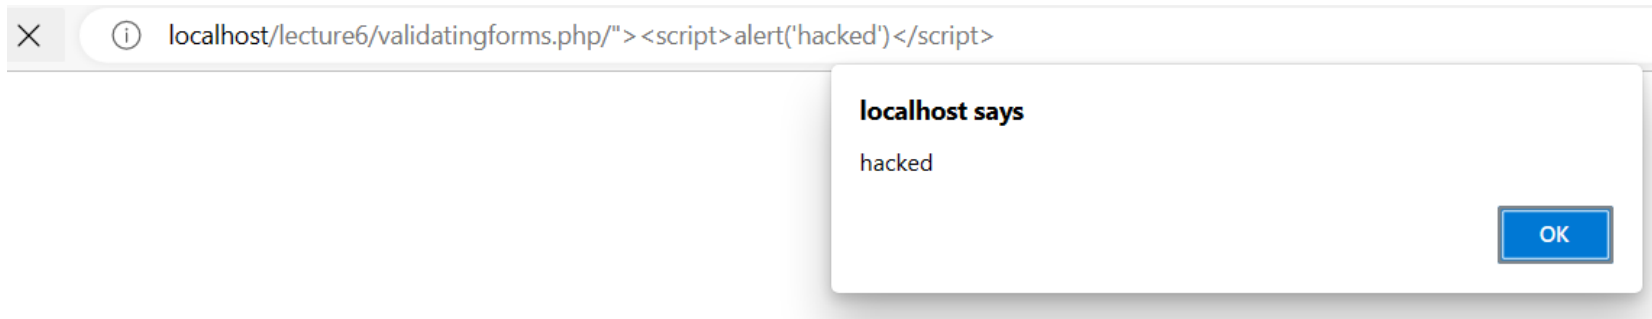 localhost/lecture6/validatingforms.php/"><script>alert('hacked')</script>
localhost says
hacked
OK